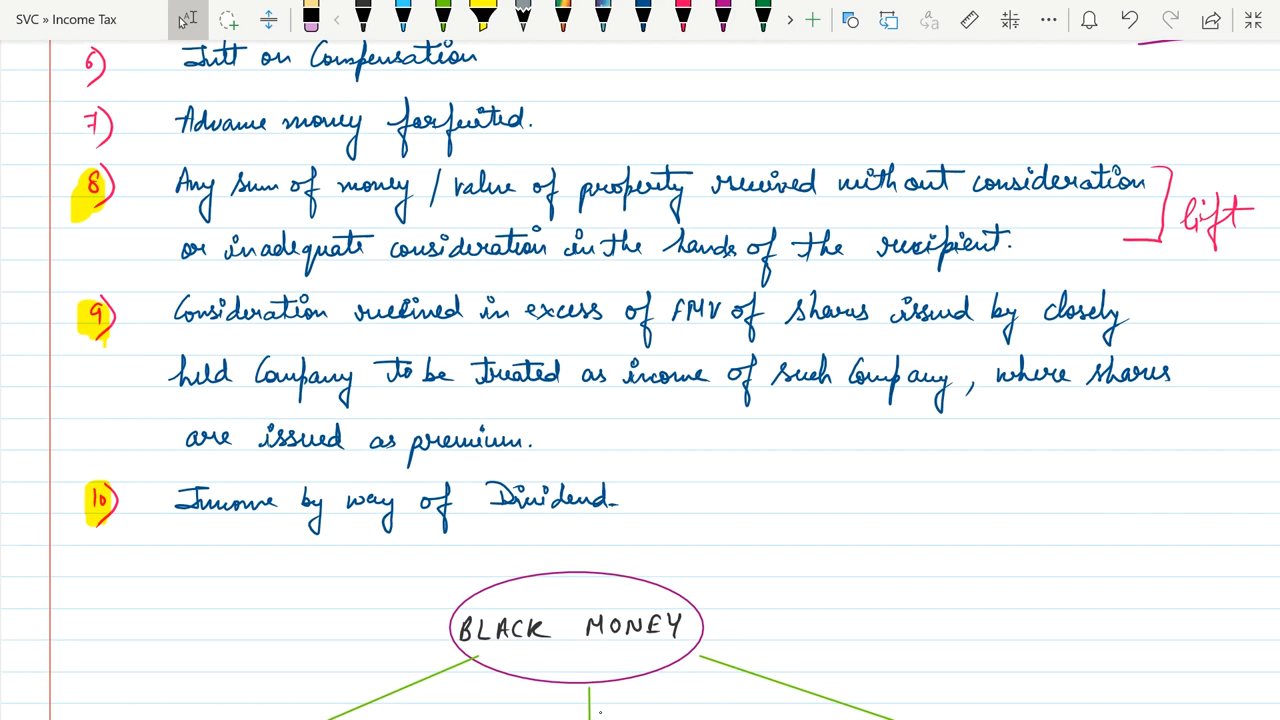 SVC » Income Tax
6) Intt on Compensation
7) Advance money forfeited.
8) Any sum of money / value of property received without consideration
or inadequate consideration in the hands of the recipient. gift
9) Consideration received in excess of FMV of shares issued by closely
held Company to be treated as income of such Company, where shares
are issued as premium.
10) Income by way of Dividend
BLACK MONEY